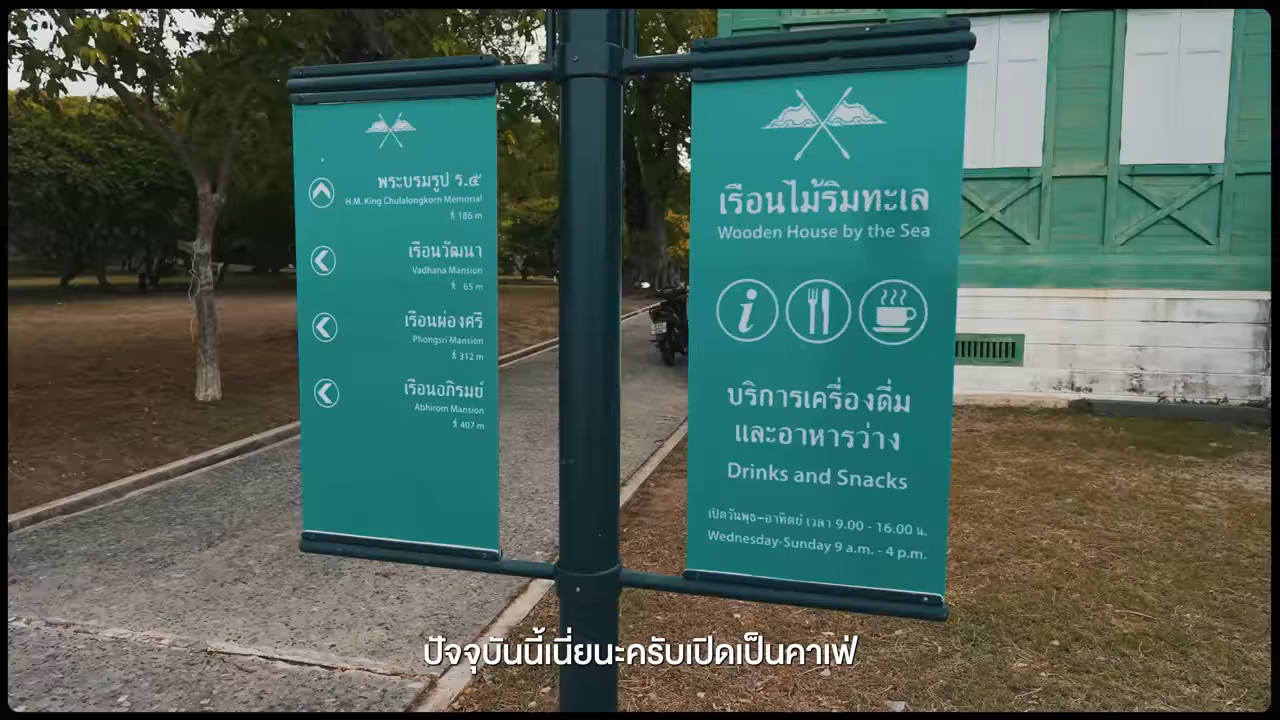 พระบรมรูป ร.๕
H.M. King Chulalongkorn Memorial
186 m
เรือนวัฒนา
Vadhana Mansion
65 m
เรือนผ่องศรี
Phongsri Mansion
312 m
เรือนอภิรมย์
Abhirom Mansion
407 m
เรือนไม้ริมทะเล
Wooden House by the Sea
i
บริการเครื่องดื่ม
และอาหารว่าง
Drinks and Snacks
เปิดวันพุธ–อาทิตย์ เวลา 9.00 - 16.00 น.
Wednesday-Sunday 9 a.m. - 4 p.m.
ปัจจุบันนี้เนี่ยนะครับเปิดเป็นคาเฟ่